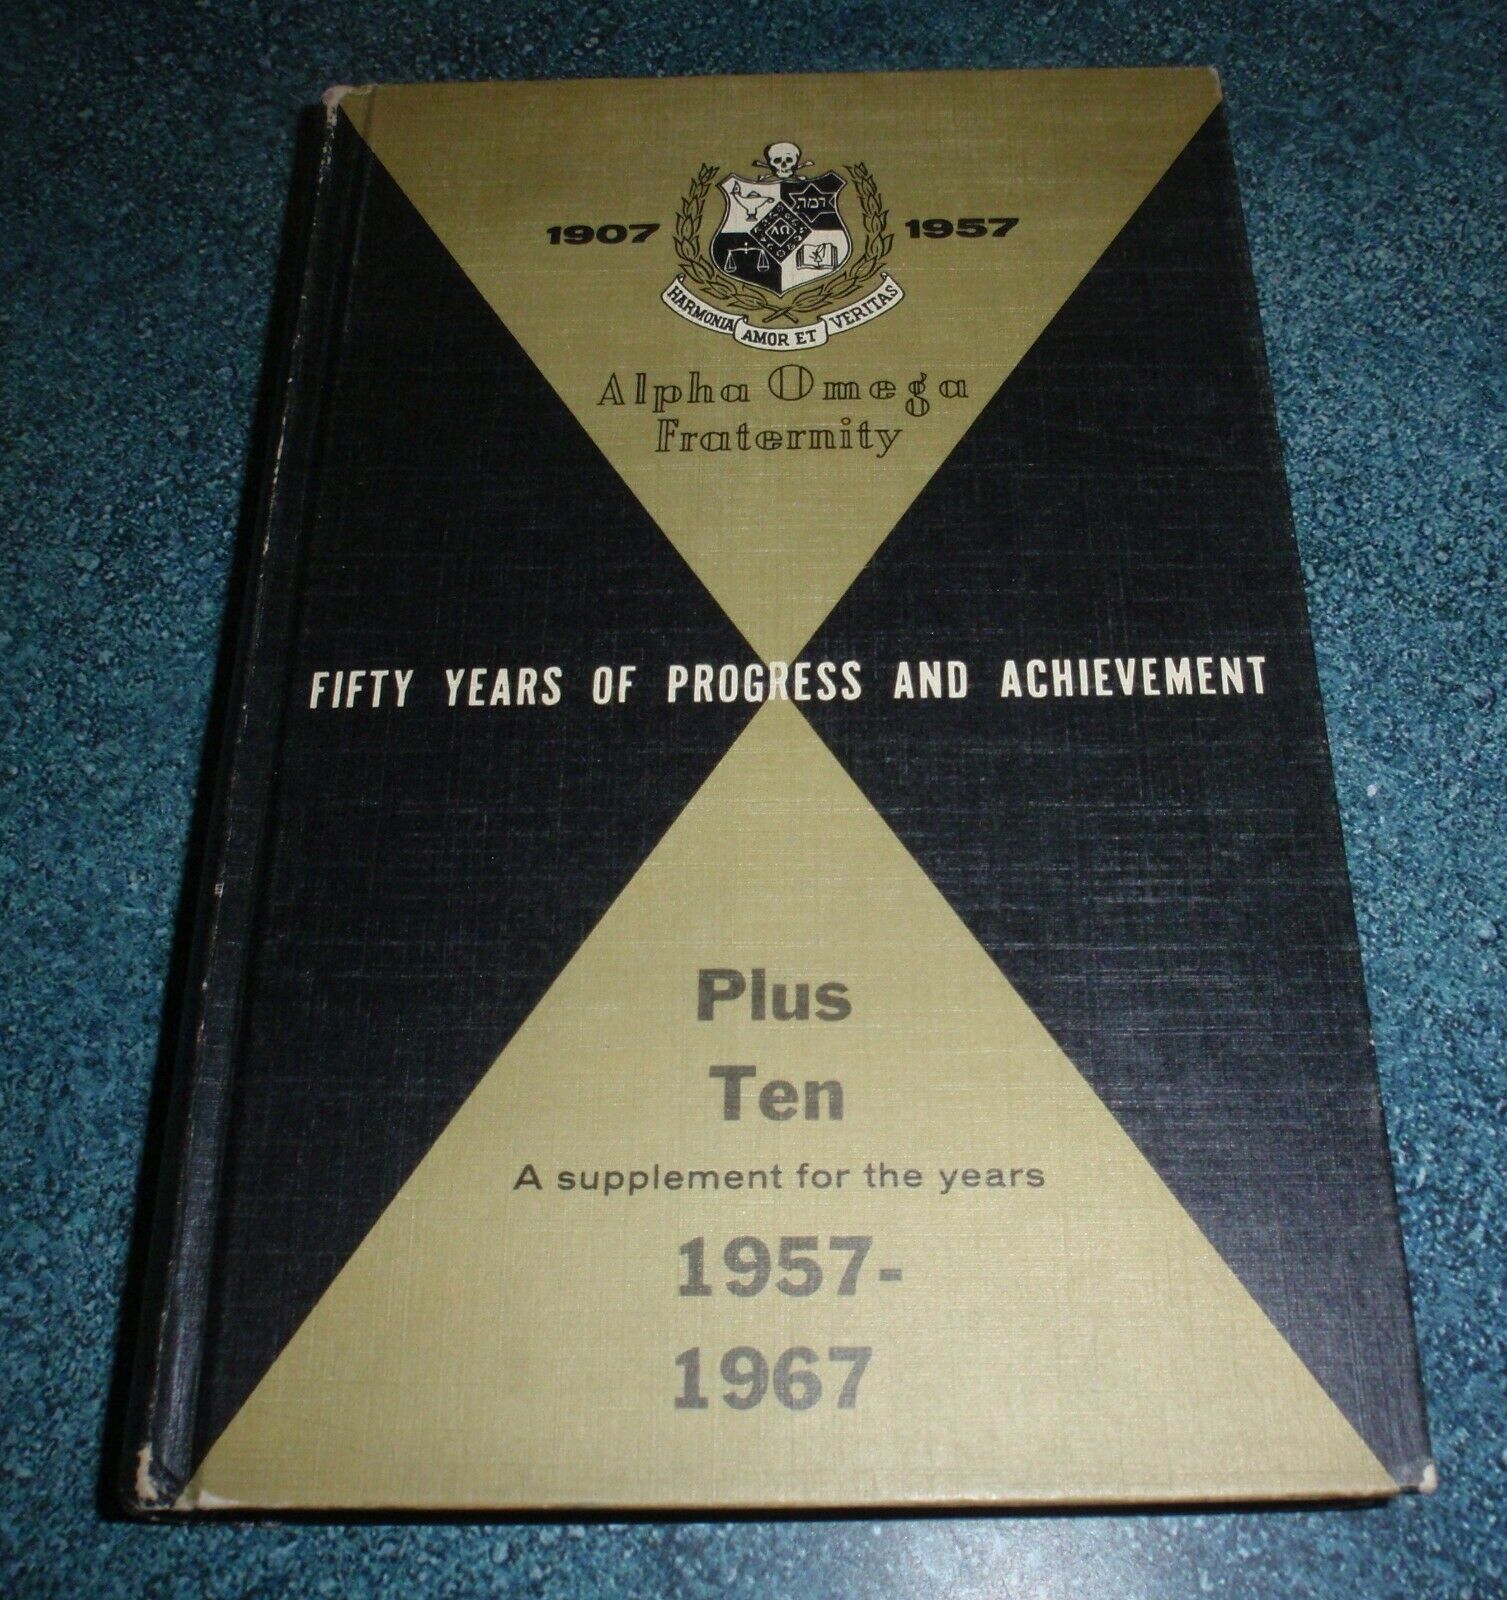 1907 1957
ΑΩ
HARMONIA AMOR ET VERITAS
Alpha Omega
Fraternity
FIFTY YEARS OF PROGRESS AND ACHIEVEMENT
Plus
Ten
A supplement for the years
1957-
1967